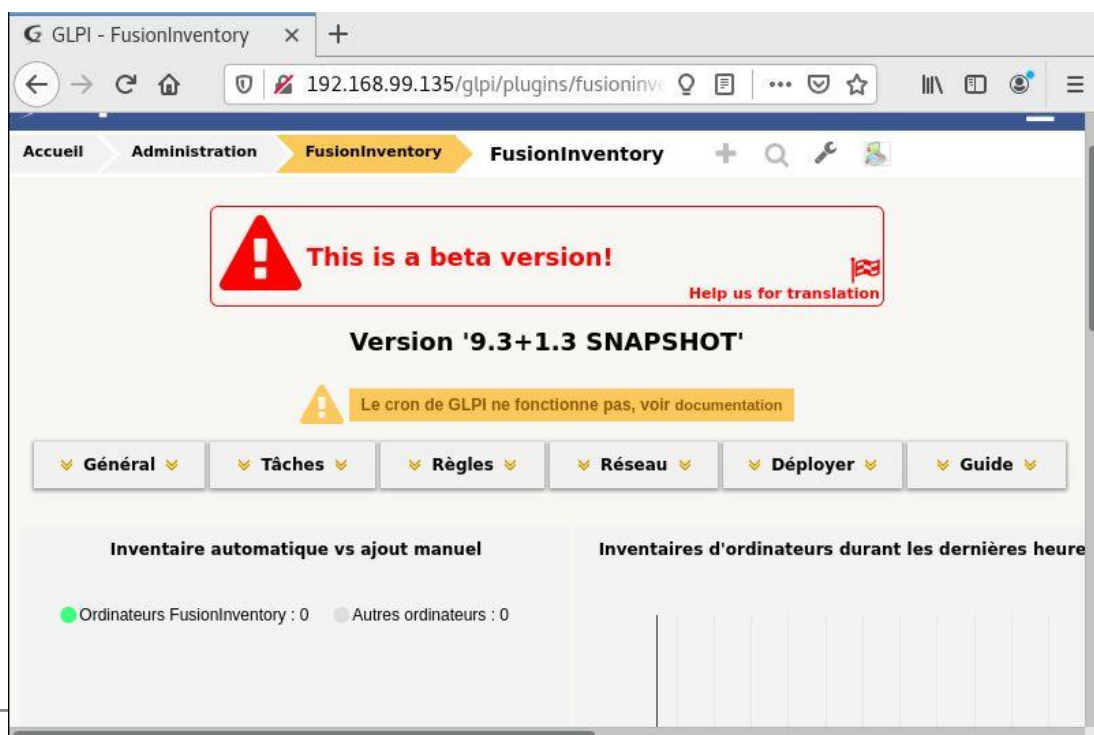 GLPI - FusionInventory
192.168.99.135/glpi/plugins/fusioninve
Accueil Administration FusionInventory FusionInventory
This is a beta version!
Help us for translation
Version '9.3+1.3 SNAPSHOT'
Le cron de GLPI ne fonctionne pas, voir documentation
Général Tâches Règles Réseau Déployer Guide
Inventaire automatique vs ajout manuel
Ordinateurs FusionInventory : 0 Autres ordinateurs : 0
Inventaires d'ordinateurs durant les dernières heure